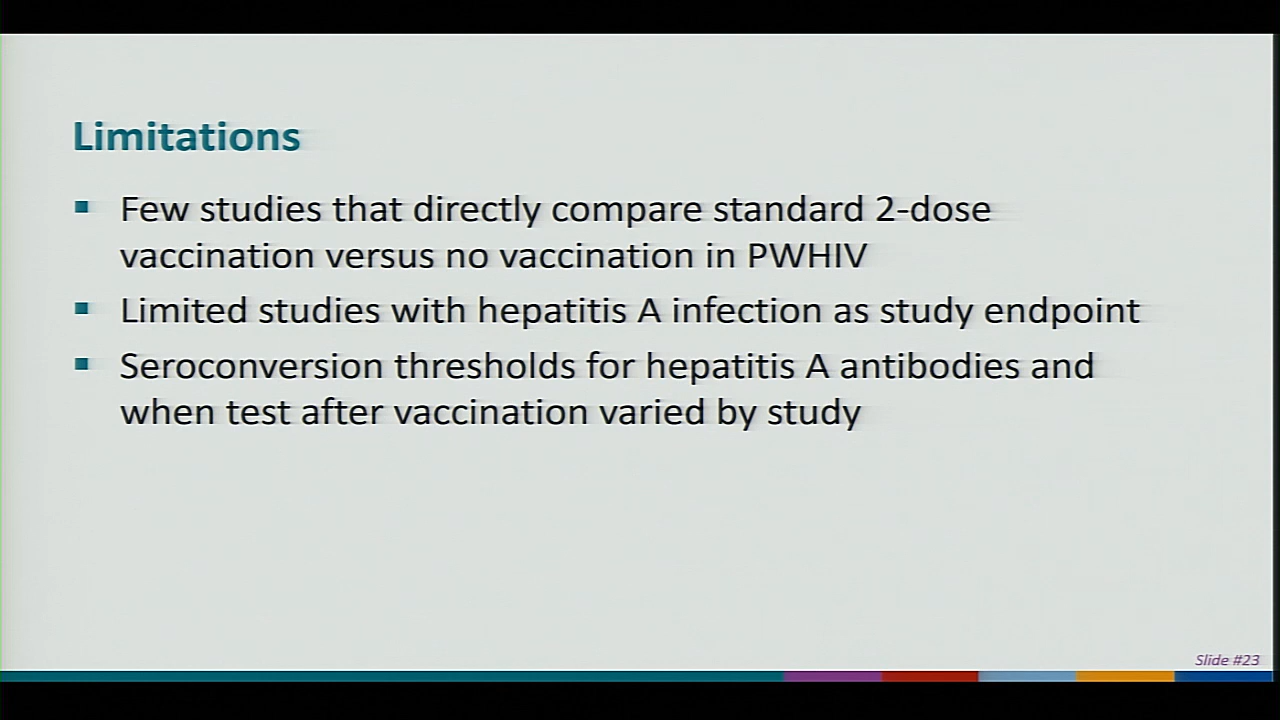 Limitations
Few studies that directly compare standard 2-dose
vaccination versus no vaccination in PWHIV
Limited studies with hepatitis A infection as study endpoint
Seroconversion thresholds for hepatitis A antibodies and
when test after vaccination varied by study
Slide #23